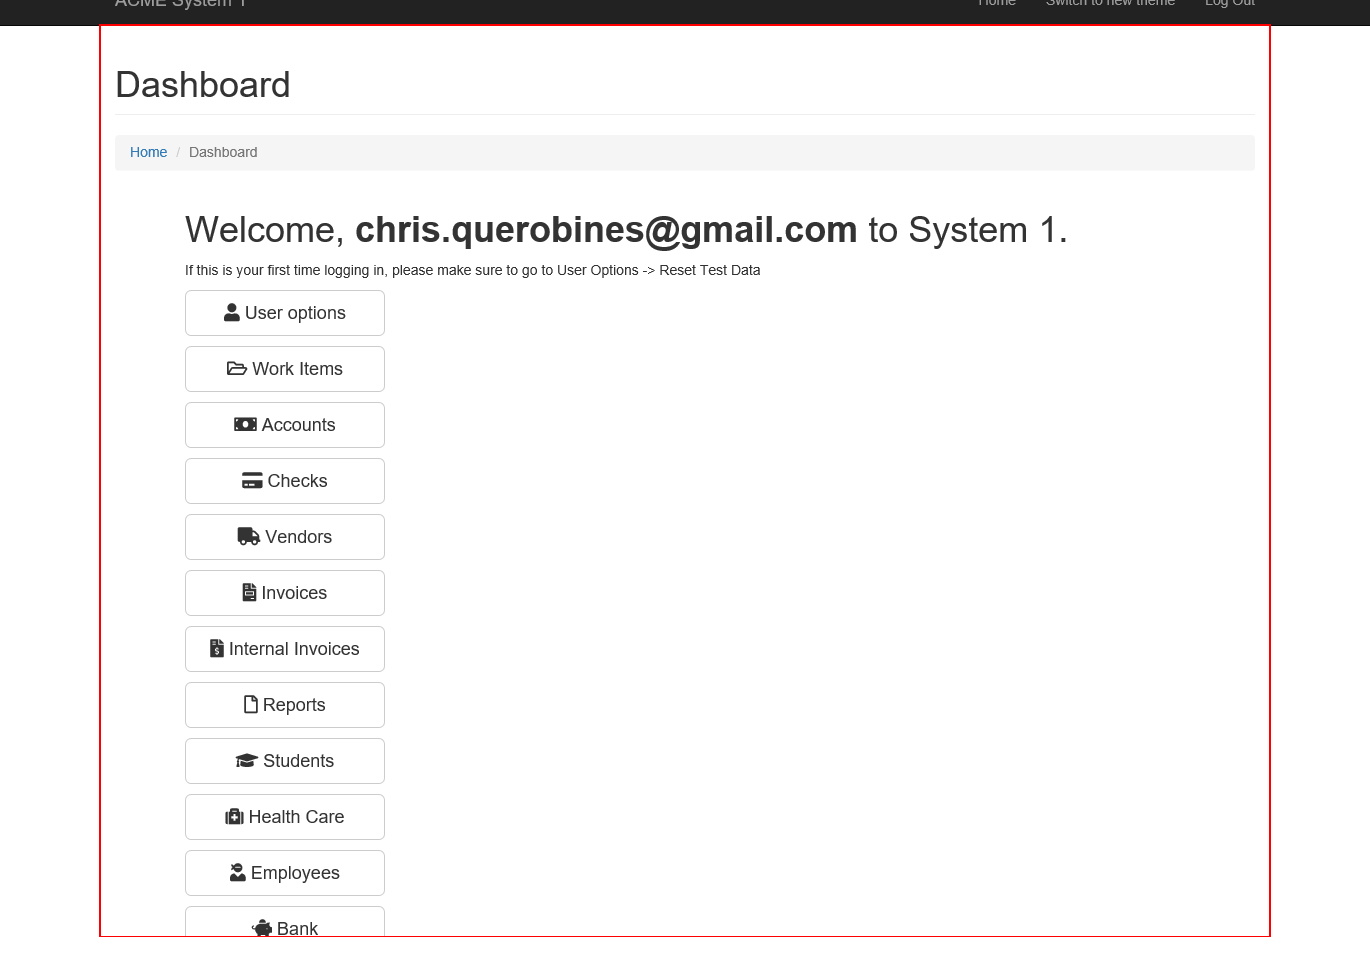 ACME System 1 Home Switch to new theme Log Out
Dashboard
Home / Dashboard
Welcome, chris.querobines@gmail.com to System 1.
If this is your first time logging in, please make sure to go to User Options -> Reset Test Data
User options
Work Items
Accounts
Checks
Vendors
Invoices
Internal Invoices
Reports
Students
Health Care
Employees
Bank